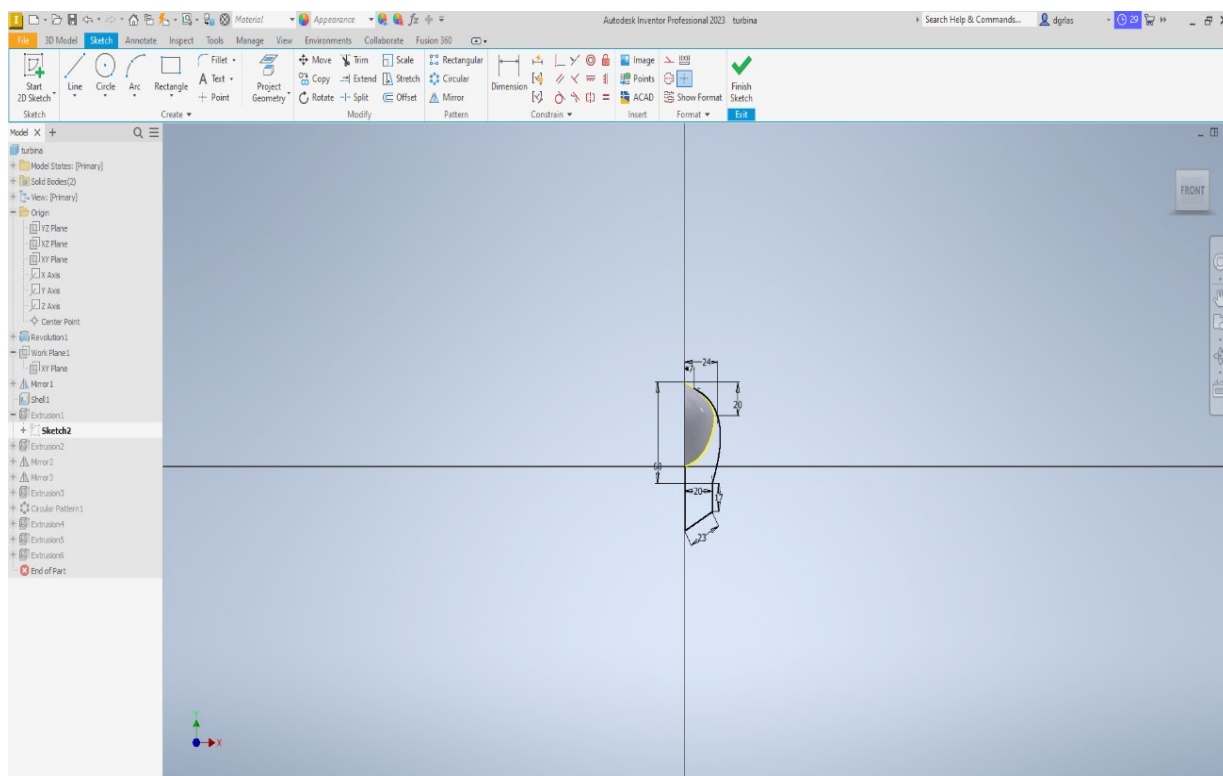 Material
Appearance
Autodesk Inventor Professional 2023 turbina
Search Help & Commands...
dgrlas
29
File 3D Model Sketch Annotate Inspect Tools Manage View Environments Collaborate Fusion 360
Start
2D Sketch
Line
Circle
Arc
Rectangle
Fillet
Text
Point
Project
Geometry
Move Trim Scale
Copy Extend Stretch
Rotate Split Offset
Rectangular
Circular
Mirror
Dimension
Image
Points
ACAD
Show Format
Finish
Sketch
Sketch Create Modify Pattern Constrain Insert Format Exit
Model
turbina
Model States: [Primary]
Solid Bodies(2)
View: [Primary]
Origin
YZ Plane
XZ Plane
XY Plane
X Axis
Y Axis
Z Axis
Center Point
Revolution1
Work Plane1
XY Plane
Mirror1
Shell1
Extrusion1
Sketch2
Extrusion2
Mirror2
Mirror3
Extrusion3
Circular Pattern1
Extrusion4
Extrusion5
Extrusion6
End of Part
FRONT
24
20
60
20
17
23
X